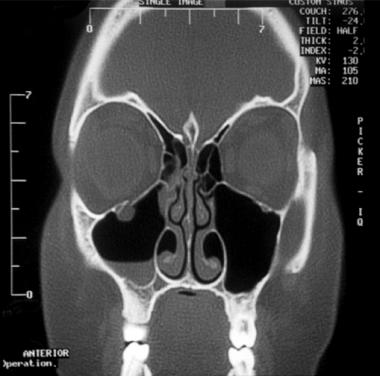 SINGLE IMAGE
CUSTOM SINUS
COUCH: 276.
TILT: -24.
FIELD: HALF
THICK: 2.
INDEX: -2.
KV: 130
MA: 105
MAS: 210
0
7
7
0
PICKER - IQ
ANTERIOR
peration.